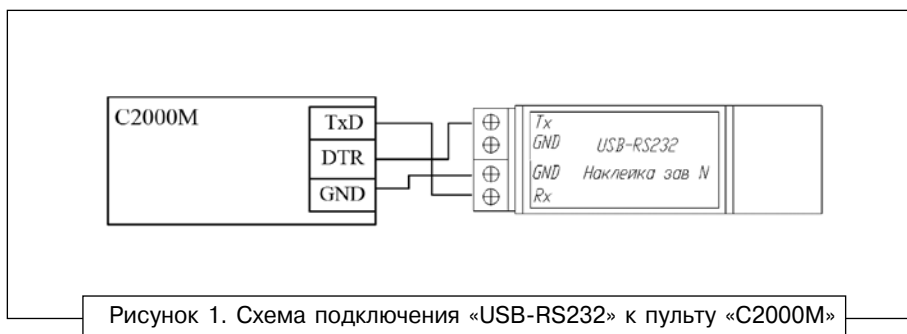 C2000M
TxD
DTR
GND
Tx
GND
USB-RS232
GND
Наклейка зав N
Rx
Рисунок 1. Схема подключения «USB-RS232» к пульту «С2000М»